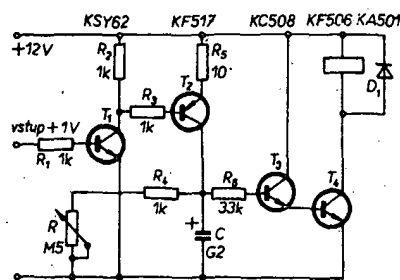 KSY62 KF517 KC508 KF506 KA501
+12V
R2
1k
R5
10
T1
R3
1k
T2
D1
vstup +1V
R1 1k
R4
1k
R6
33k
T3
T4
R
M5
+
C
G2